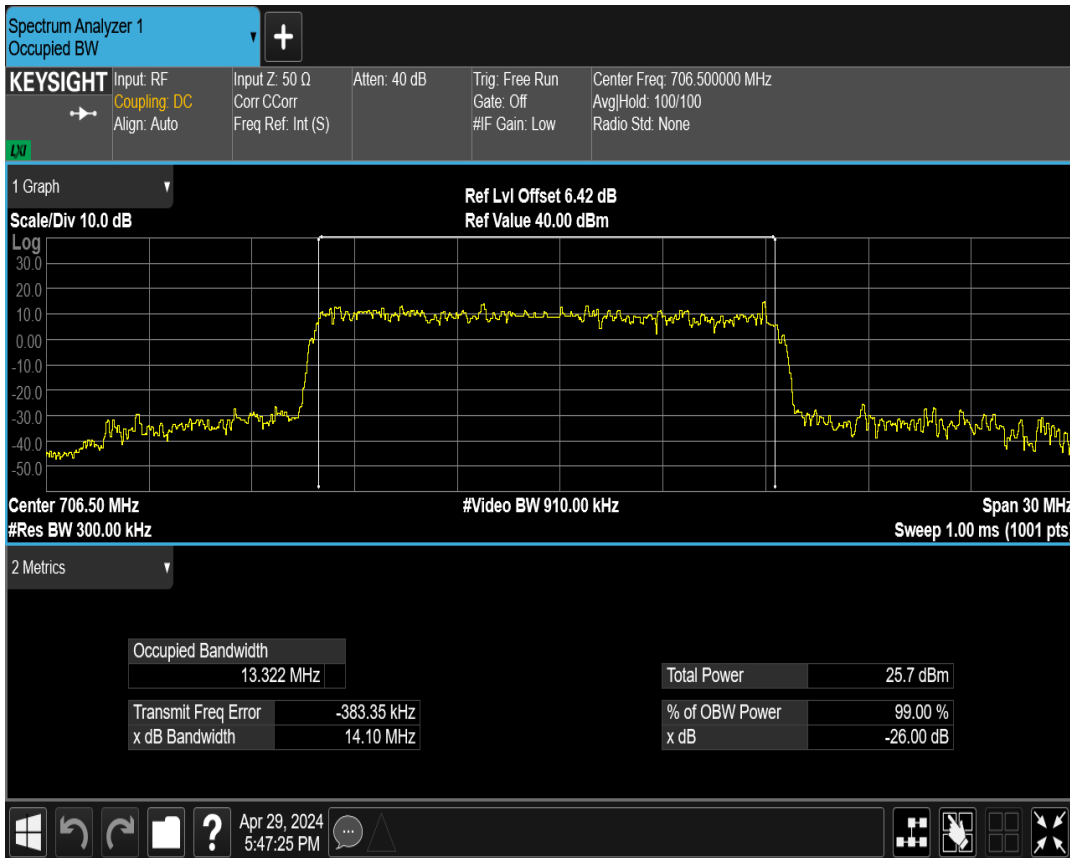 Spectrum Analyzer 1
Occupied BW
KEYSIGHT
LXI
Input: RF
Coupling: DC
Align: Auto
Input Z: 50 Ω
Corr CCorr
Freq Ref: Int (S)
Atten: 40 dB
Trig: Free Run
Gate: Off
#IF Gain: Low
Center Freq: 706.500000 MHz
Avg|Hold: 100/100
Radio Std: None
1 Graph
Scale/Div 10.0 dB
Ref Lvl Offset 6.42 dB
Ref Value 40.00 dBm
Log
30.0
20.0
10.0
0.00
-10.0
-20.0
-30.0
-40.0
-50.0
Center 706.50 MHz
#Video BW 910.00 kHz
Span 30 MHz
#Res BW 300.00 kHz
Sweep 1.00 ms (1001 pts)
2 Metrics
Occupied Bandwidth
13.322 MHz
Total Power 25.7 dBm
Transmit Freq Error -383.35 kHz
% of OBW Power 99.00 %
x dB Bandwidth 14.10 MHz
x dB -26.00 dB
Apr 29, 2024
5:47:25 PM